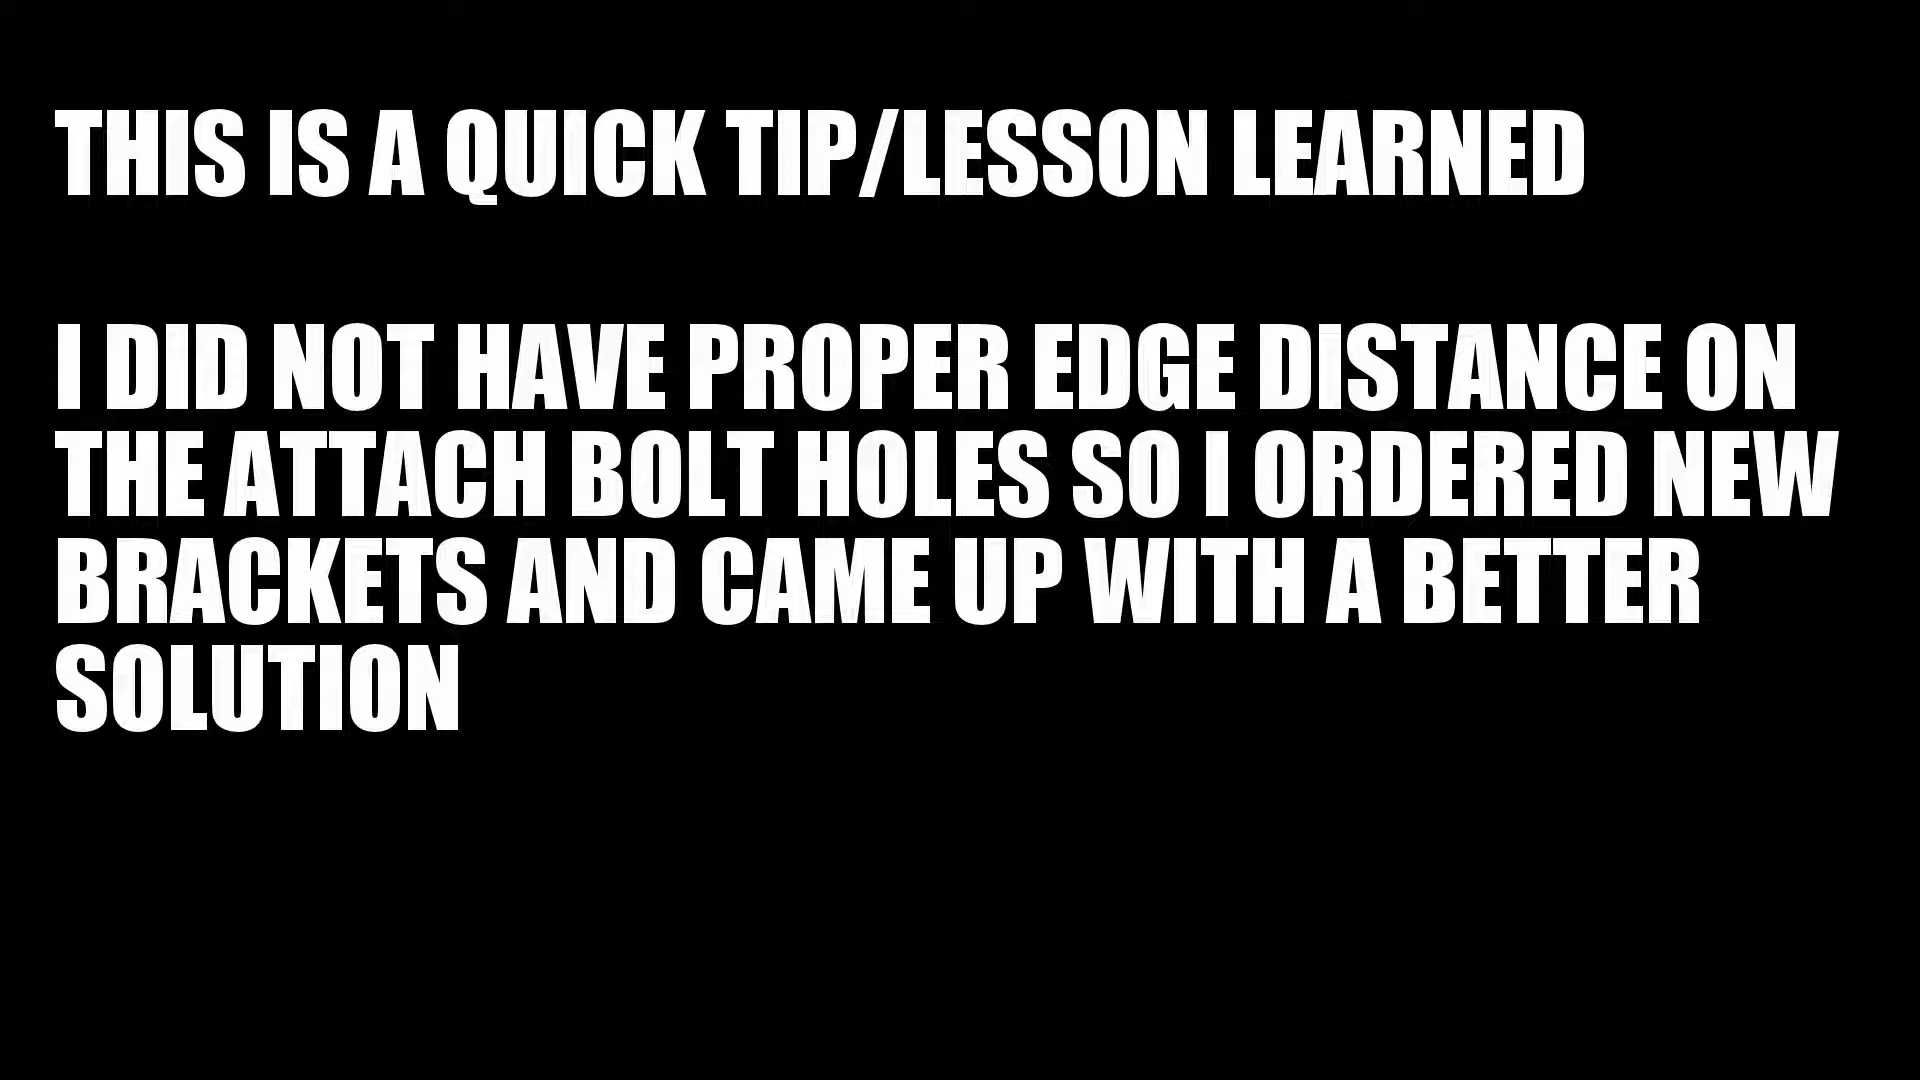 THIS IS A QUICK TIP/LESSON LEARNED
I DID NOT HAVE PROPER EDGE DISTANCE ON
THE ATTACH BOLT HOLES SO I ORDERED NEW
BRACKETS AND CAME UP WITH A BETTER
SOLUTION